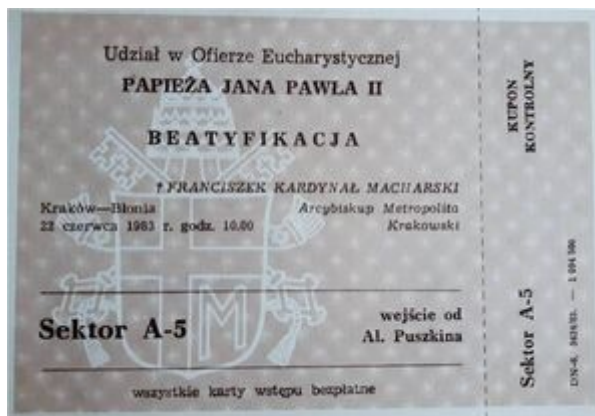 Udział w Ofierze Eucharystycznej
PAPIEŻA JANA PAWŁA II
BEATYFIKACJA
† FRANCISZEK KARDYNAŁ MACHARSKI
Kraków—Błonia
Arcybiskup Metropolita
22 czerwca 1983 r. godz. 10.00
Krakowski
Sektor A-5
wejście od
Al. Puszkina
wszystkie karty wstępu bezpłatne
KUPON
KONTROLNY
Sektor A-5